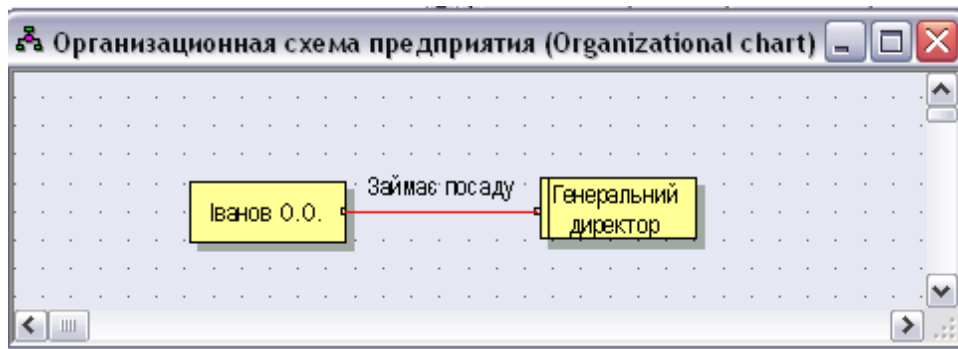 Организационная схема предприятия (Organizational chart)
Займає посаду
Іванов О.О.
Генеральний
директор